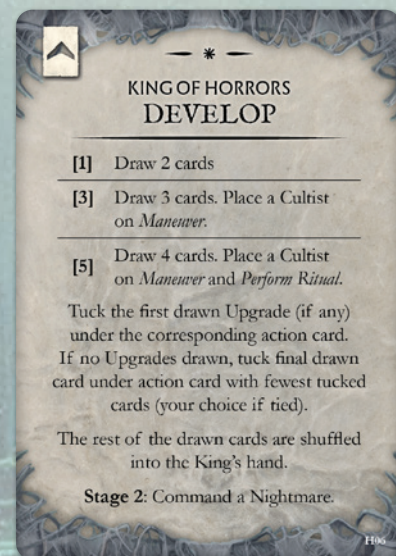 KING OF HORRORS
DEVELOP
[1] Draw 2 cards
[3] Draw 3 cards. Place a Cultist
on Maneuver.
[5] Draw 4 cards. Place a Cultist
on Maneuver and Perform Ritual.
Tuck the first drawn Upgrade (if any)
under the corresponding action card.
If no Upgrades drawn, tuck final drawn
card under action card with fewest tucked
cards (your choice if tied).
The rest of the drawn cards are shuffled
into the King's hand.
Stage 2: Command a Nightmare.
H06